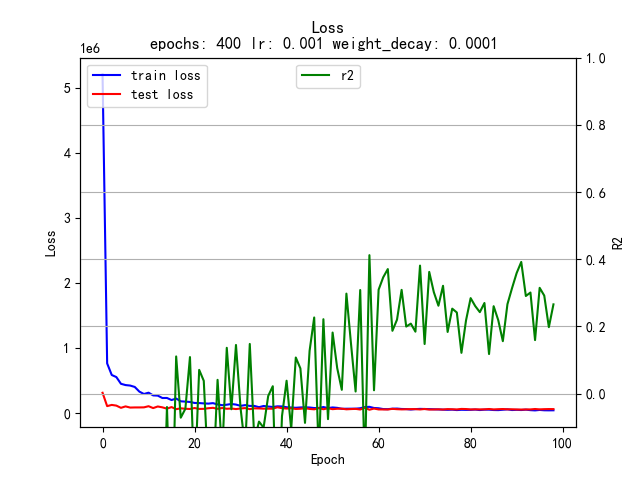 Loss
epochs: 400 lr: 0.001 weight_decay: 0.0001
1e6
train loss
test loss
r2
5
4
3
2
1
0
Loss
1.0
0.8
0.6
0.4
0.2
0.0
R2
0 20 40 60 80 100
Epoch